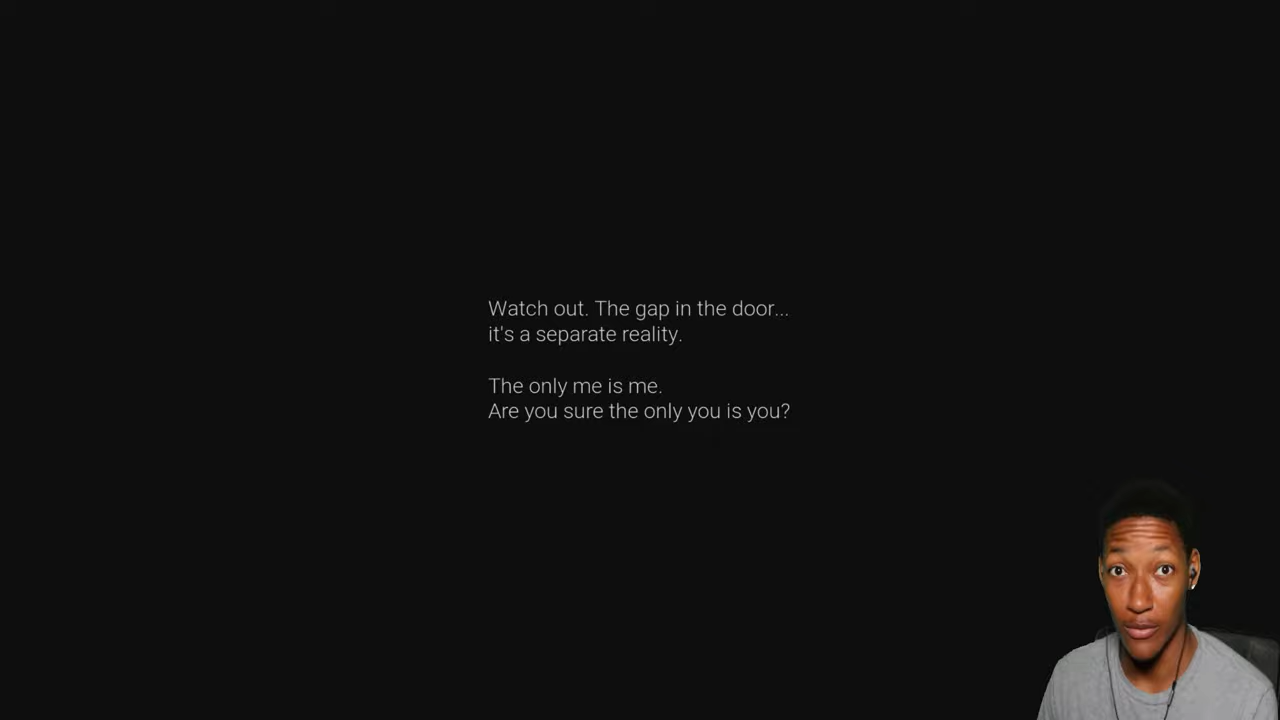 Watch out. The gap in the door...
it's a separate reality.
The only me is me.
Are you sure the only you is you?